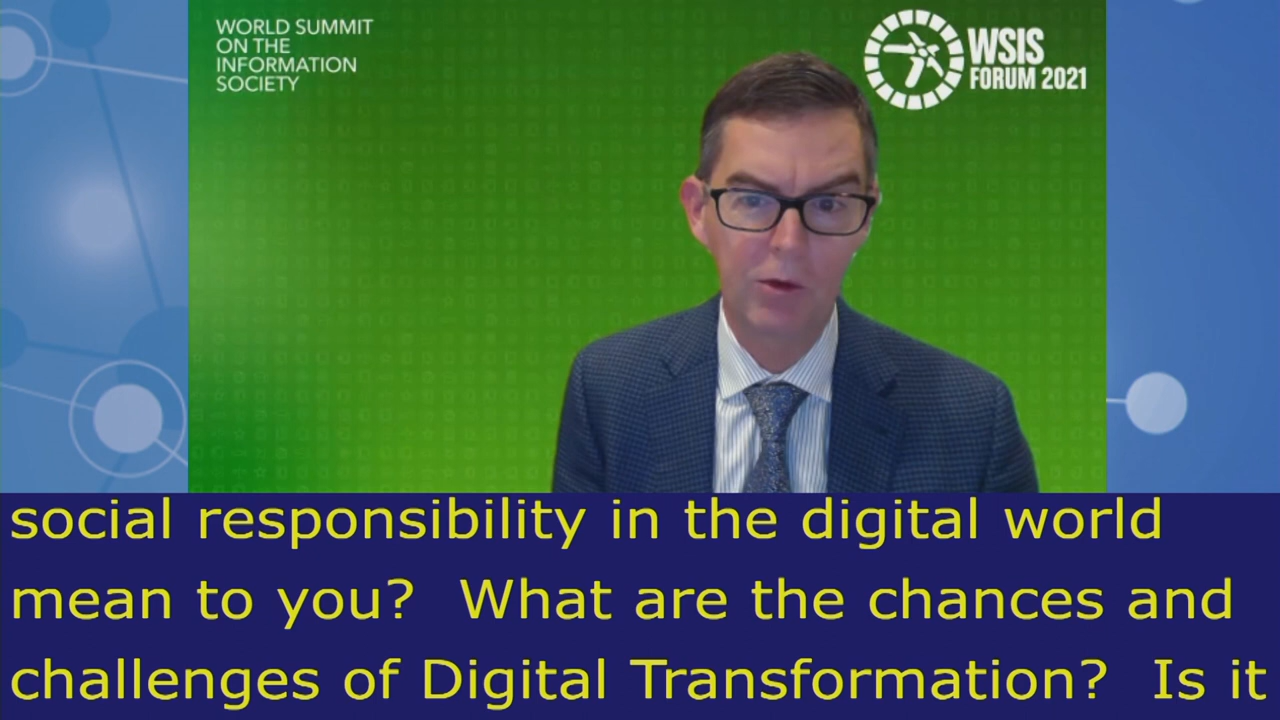 WORLD SUMMIT
ON THE
INFORMATION
SOCIETY
WSIS
FORUM 2021
social responsibility in the digital world
mean to you?  What are the chances and
challenges of Digital Transformation?  Is it